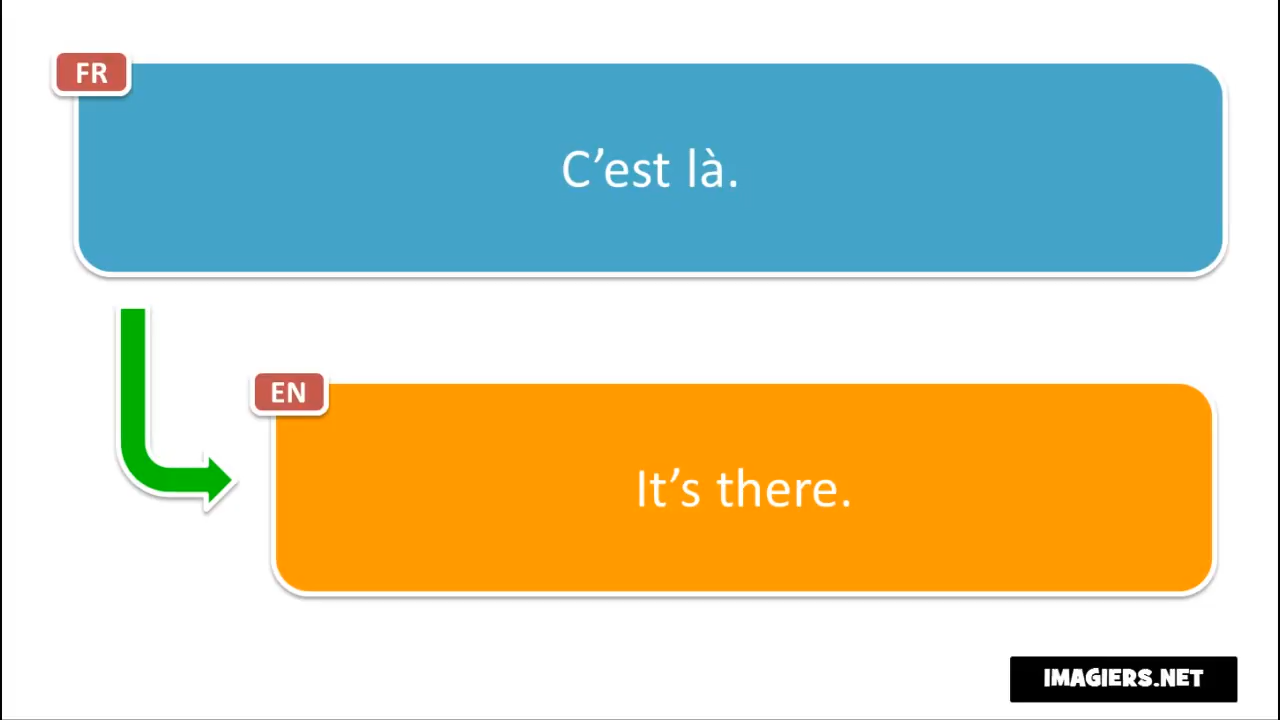 FR
C’est là.
EN
It’s there.
IMAGIERS.NET